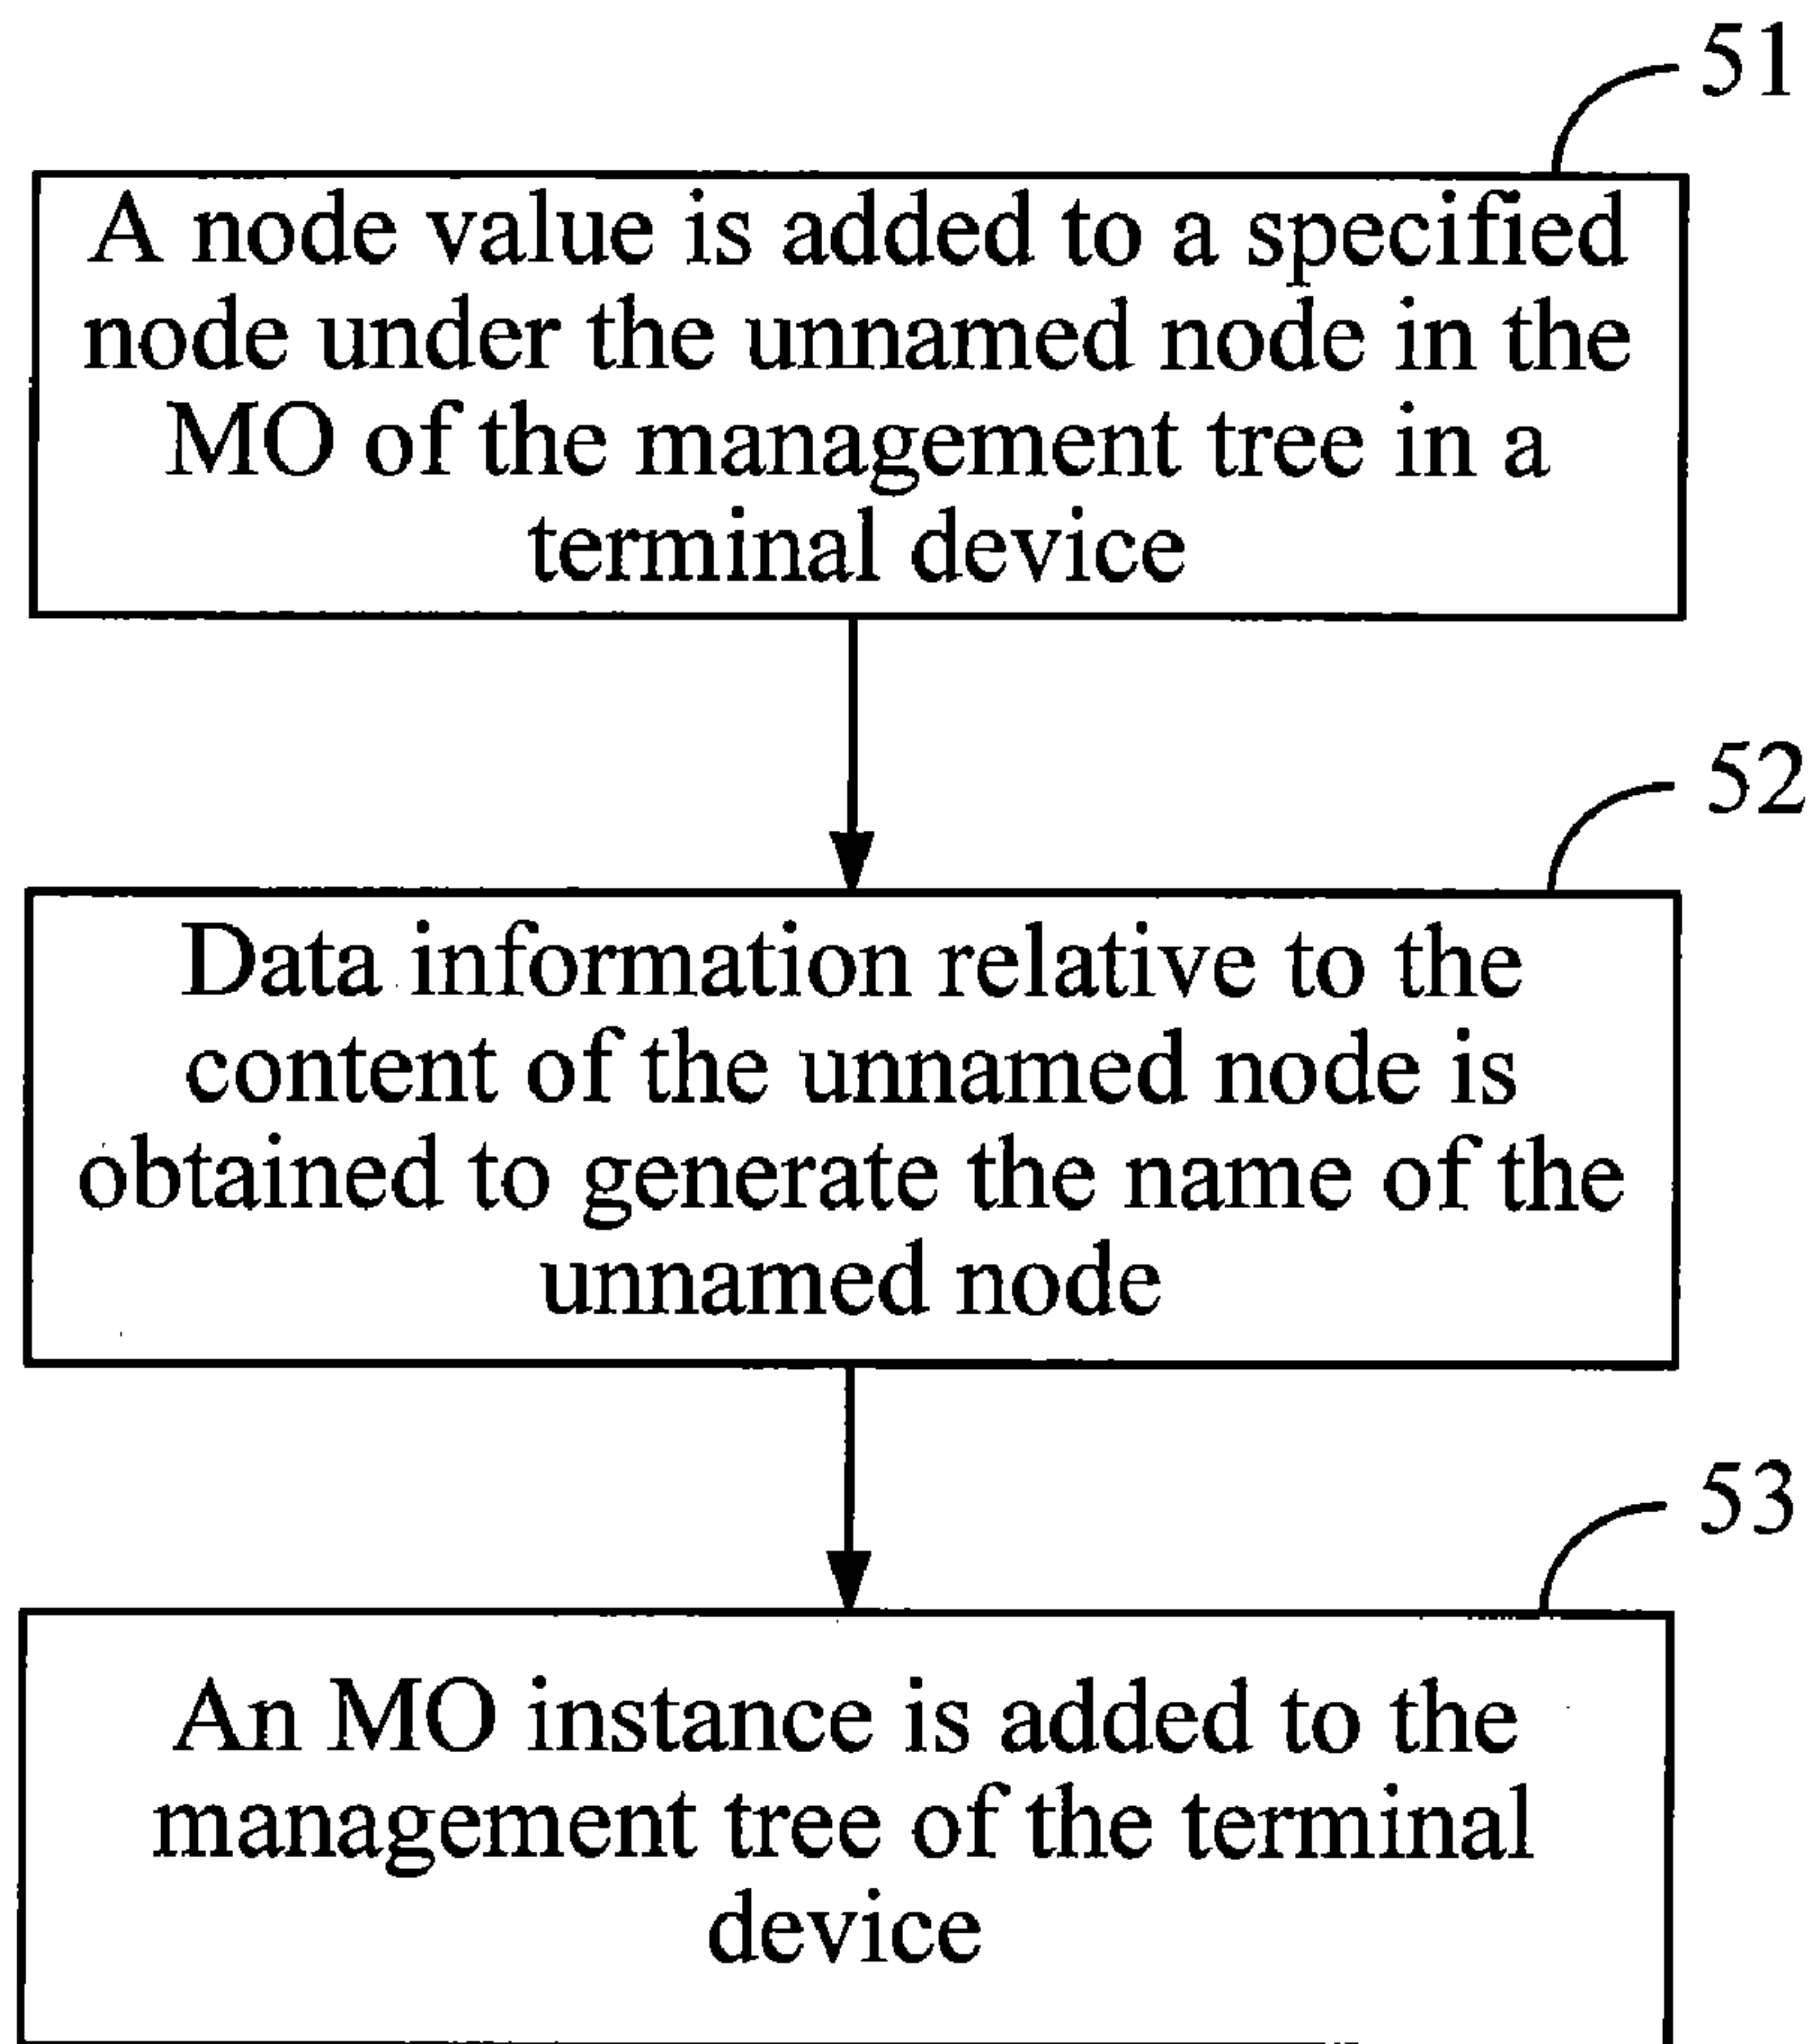 51
A node value is added to a specified
node under the unnamed node in the
MO of the management tree in a
terminal device
52
Data information relative to the
content of the unnamed node is
obtained to generate the name of the
unnamed node
53
An MO instance is added to the
management tree of the terminal
device